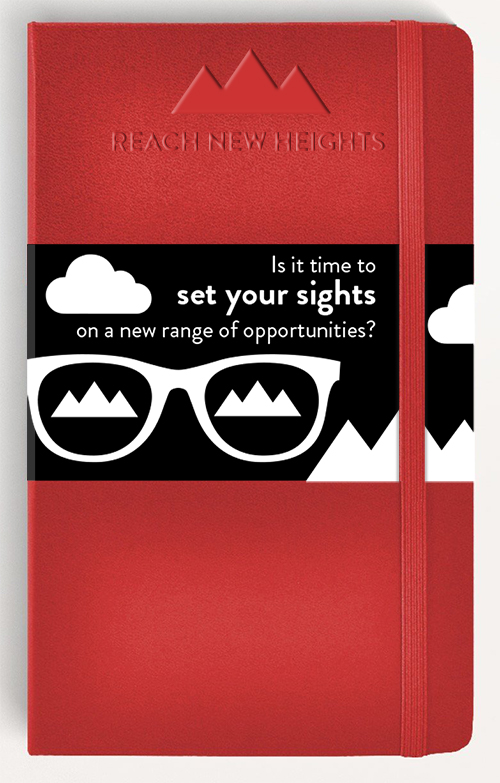 REACH NEW HEIGHTS
Is it time to
set your sights
on a new range of opportunities?